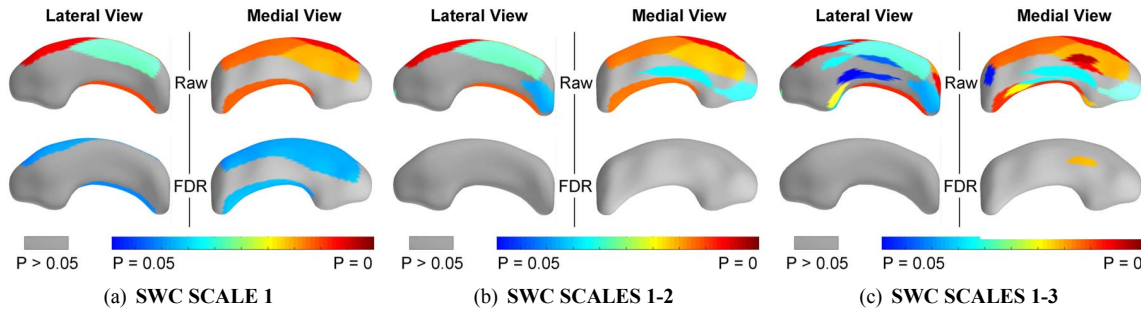 Lateral View Medial View Lateral View Medial View Lateral View Medial View
Raw Raw Raw
FDR FDR FDR
P > 0.05 P = 0.05 P = 0 P > 0.05 P = 0.05 P = 0 P > 0.05 P = 0.05 P = 0
(a) SWC SCALE 1 (b) SWC SCALES 1-2 (c) SWC SCALES 1-3